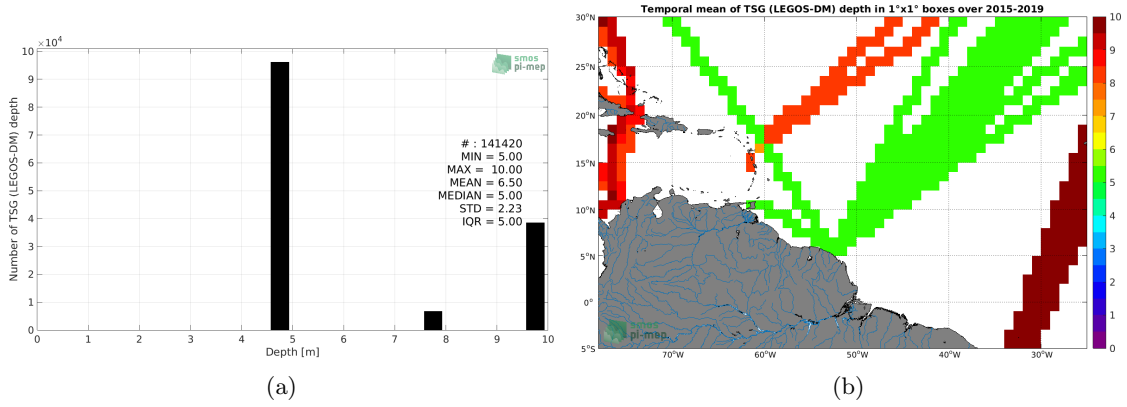 ×10⁴
10
9
8
7
6
5
4
3
2
1
0
Number of TSG (LEGOS-DM) depth
smos
pi-mep
# : 141420
MIN = 5.00
MAX = 10.00
MEAN = 6.50
MEDIAN = 5.00
STD = 2.23
IQR = 5.00
0 1 2 3 4 5 6 7 8 9 10
Depth [m]
(a)
Temporal mean of TSG (LEGOS-DM) depth in 1°x1° boxes over 2015-2019
30°N
25°N
20°N
15°N
10°N
5°N
0°
5°S
smos
pi-mep
70°W 60°W 50°W 40°W 30°W
10
9
8
7
6
5
4
3
2
1
0
(b)